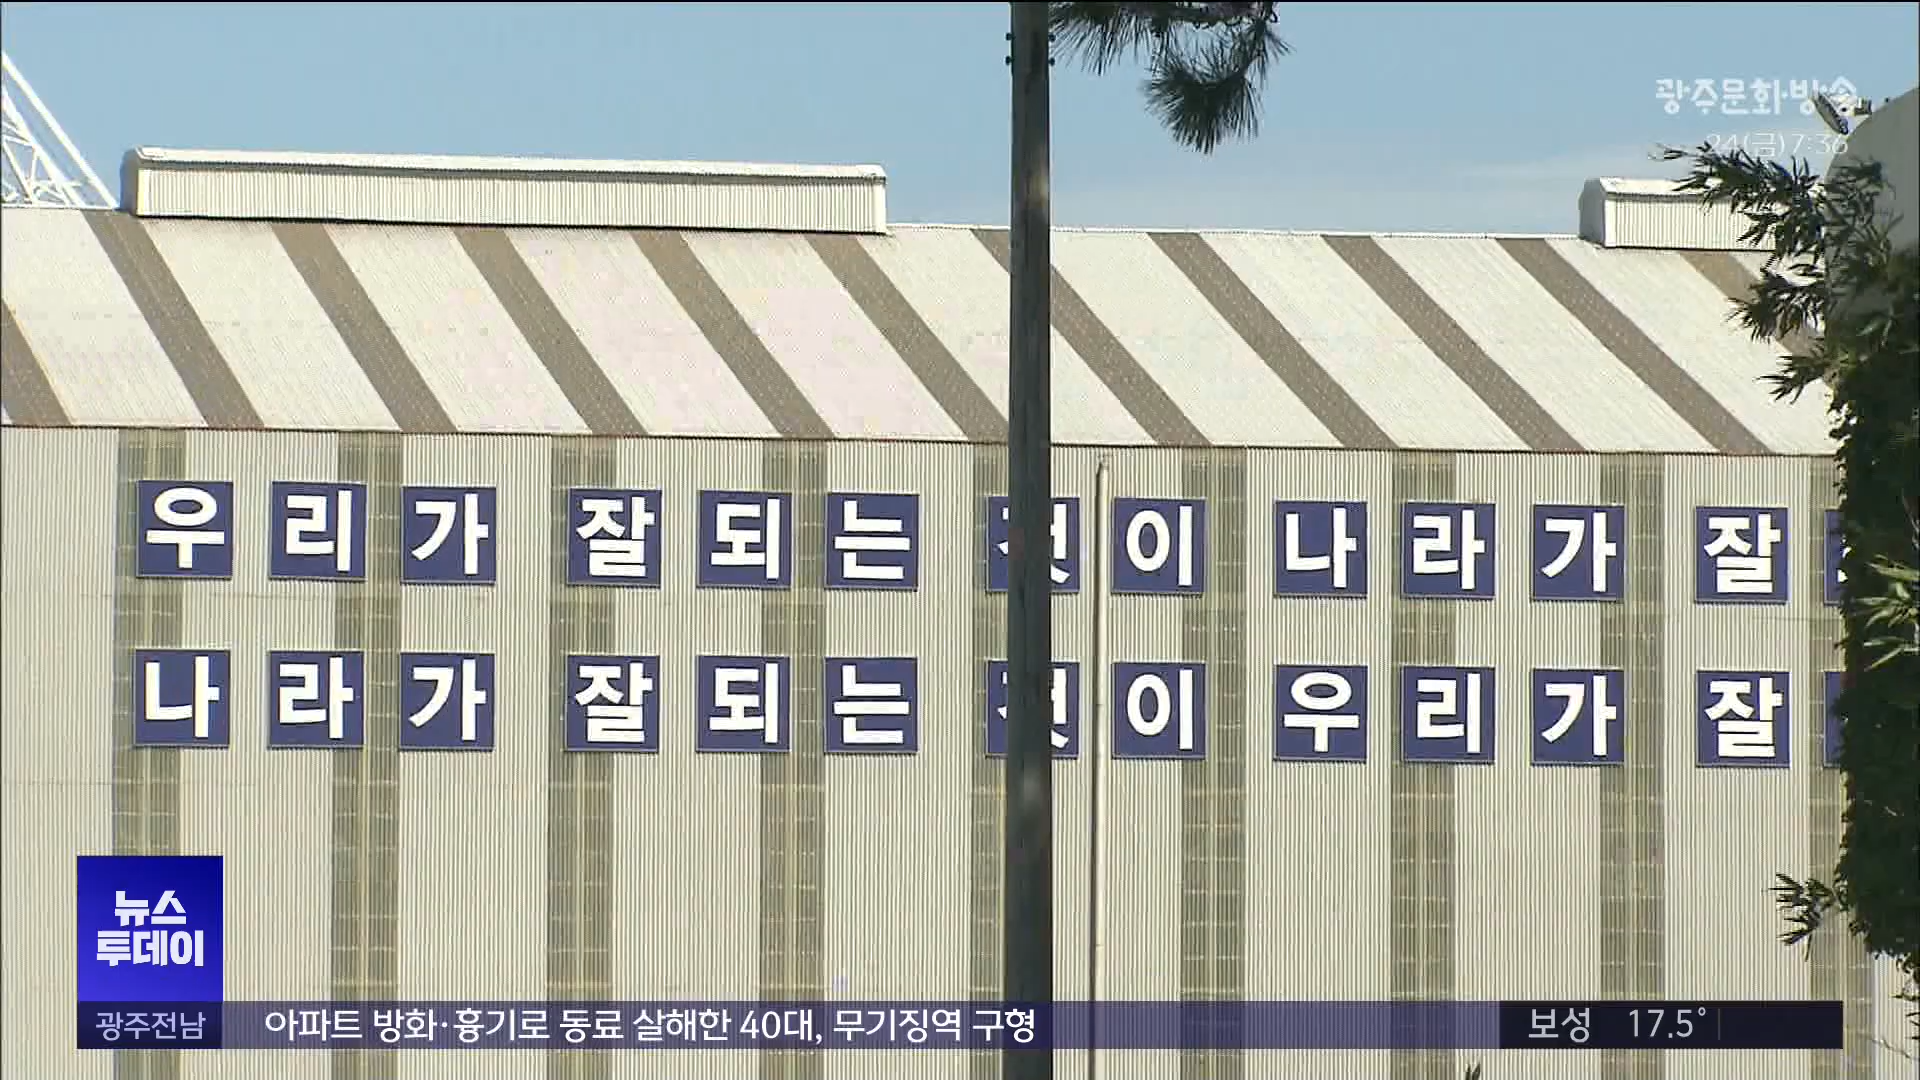 광주문화방송
24(금)7:36
우리가 잘되는 것이 나라가 잘
나라가 잘되는 것이 우리가 잘
뉴스
투데이
광주전남
아파트 방화·흉기로 동료 살해한 40대, 무기징역 구형
보성 17.5°